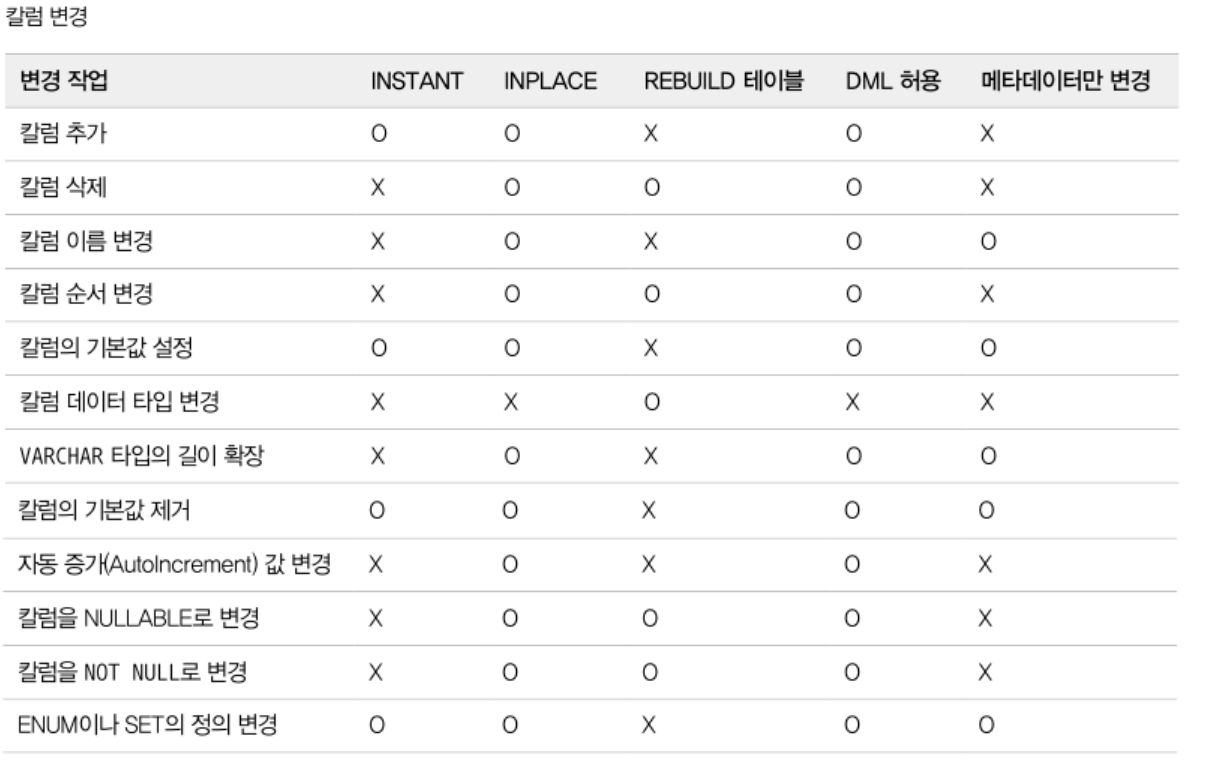 칼럼 변경
변경 작업 INSTANT INPLACE REBUILD 테이블 DML 허용 메타데이터만 변경
칼럼 추가 O O X O X
칼럼 삭제 X O O O X
칼럼 이름 변경 X O X O O
칼럼 순서 변경 X O O O X
칼럼의 기본값 설정 O O X O O
칼럼 데이터 타입 변경 X X O X X
VARCHAR 타입의 길이 확장 X O X O O
칼럼의 기본값 제거 O O X O O
자동 증가(AutoIncrement) 값 변경 X O X O X
칼럼을 NULLABLE로 변경 X O O O X
칼럼을 NOT NULL로 변경 X O O O X
ENUM이나 SET의 정의 변경 O O X O O